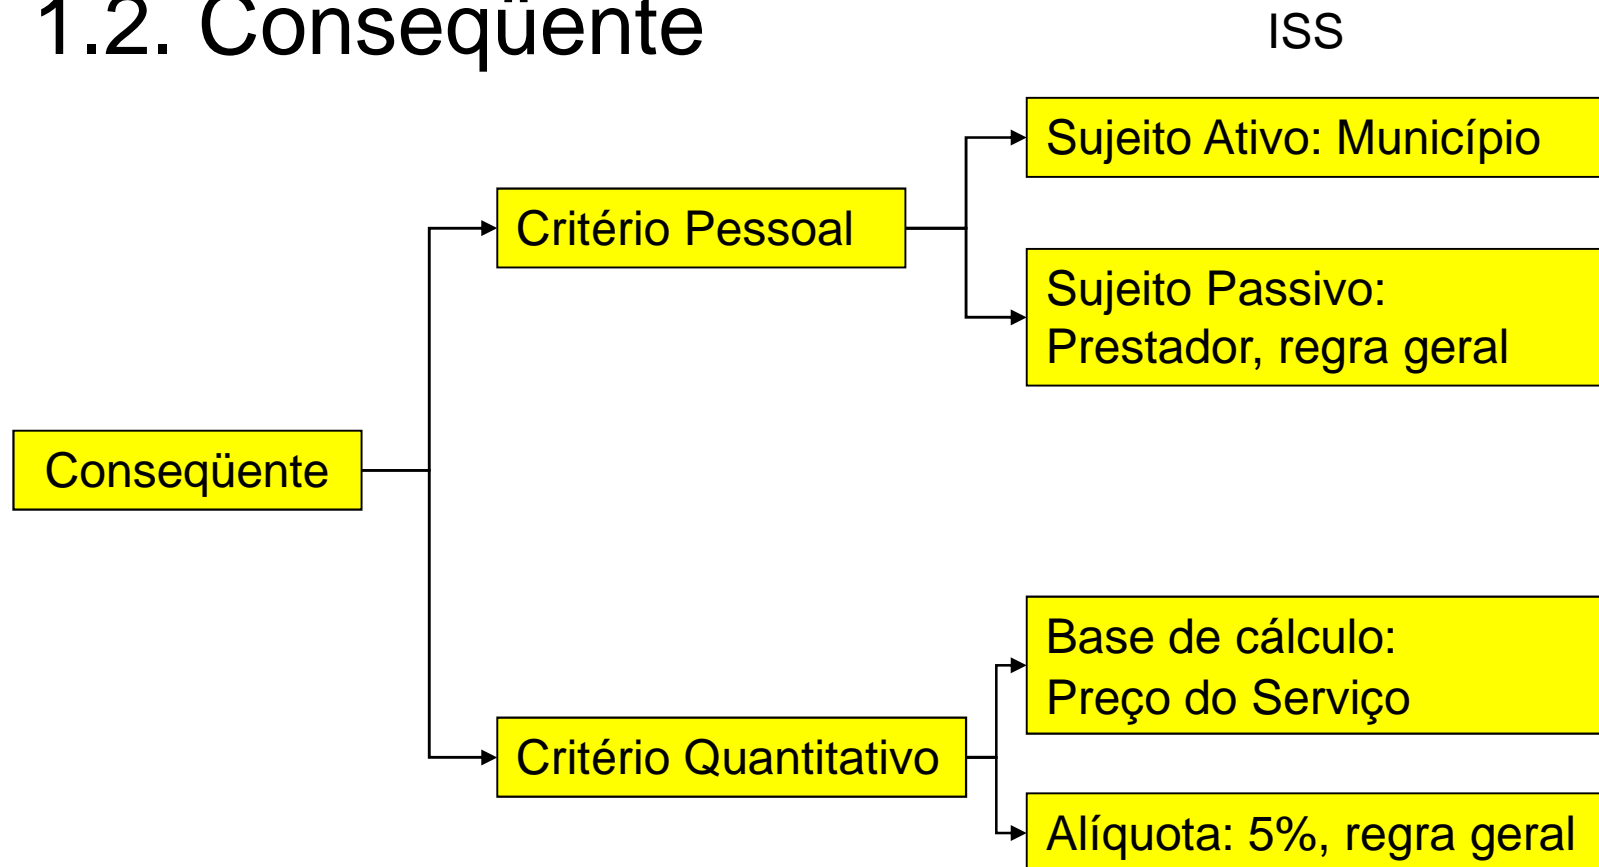 1.2. Conseqüente
ISS
Sujeito Ativo: Município
Critério Pessoal
Sujeito Passivo:
Prestador, regra geral
Conseqüente
Base de cálculo:
Preço do Serviço
Critério Quantitativo
Alíquota: 5%, regra geral